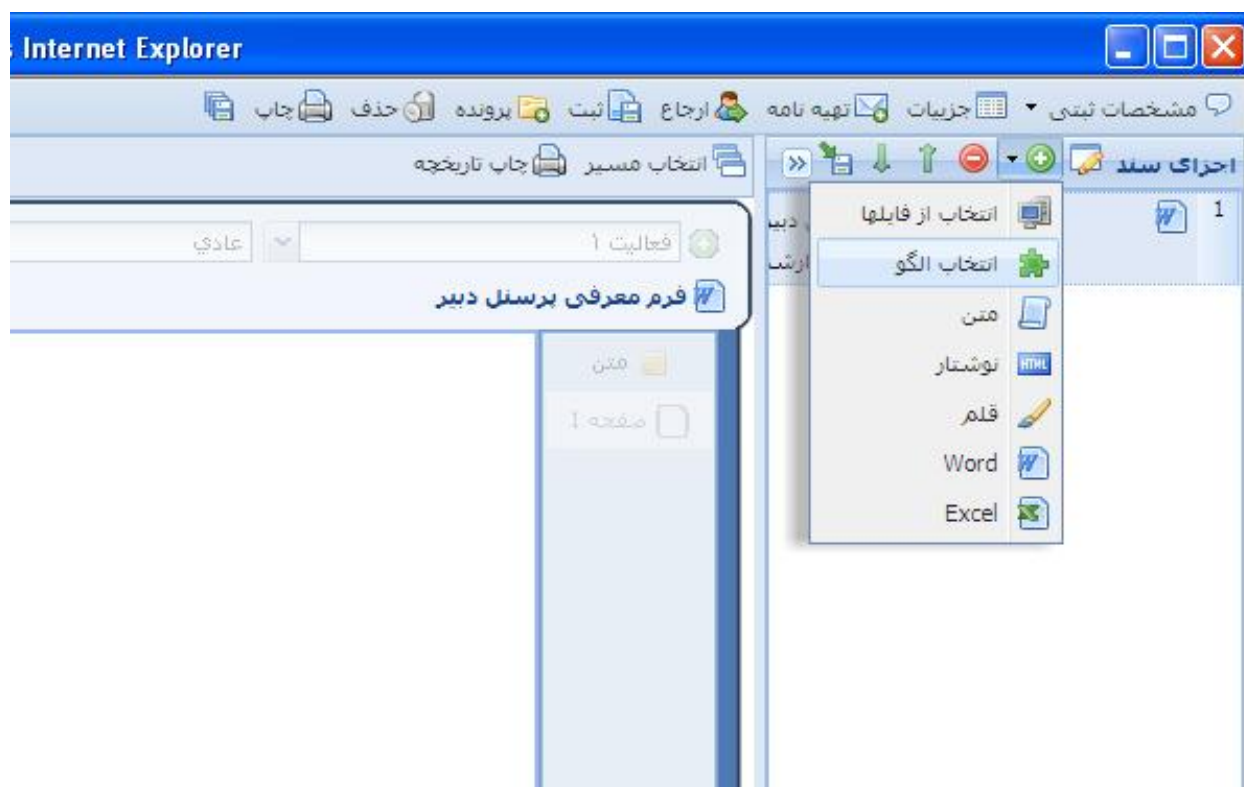 Internet Explorer
مشخصات ثبتی جزییات تهیه نامه ارجاع ثبت پرونده حذف چاپ
اجزای سند
انتخاب مسیر چاپ تاریخچه
1
دبیر
انتخاب از فایلها
انتخاب الگو
متن
نوشتار
قلم
Word
Excel
فعالیت ۱ عادي
فرم معرفی پرسنل دبیر
متن
صفحه 1